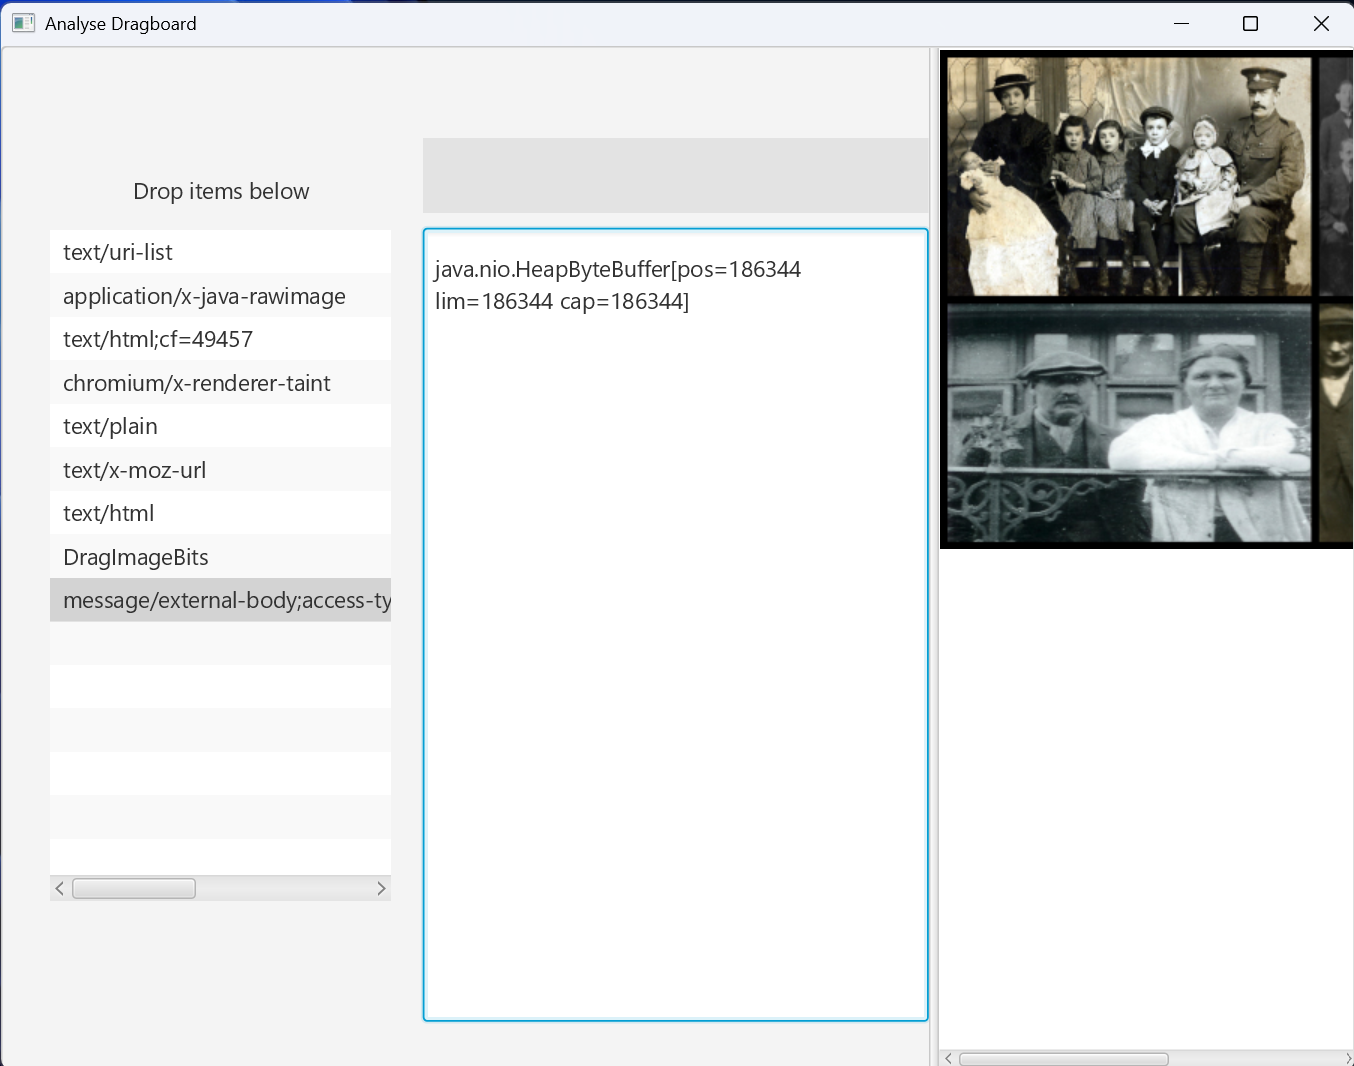 Analyse Dragboard
Drop items below
text/uri-list
application/x-java-rawimage
text/html;cf=49457
chromium/x-renderer-taint
text/plain
text/x-moz-url
text/html
DragImageBits
message/external-body;access-ty
java.nio.HeapByteBuffer[pos=186344
lim=186344 cap=186344]